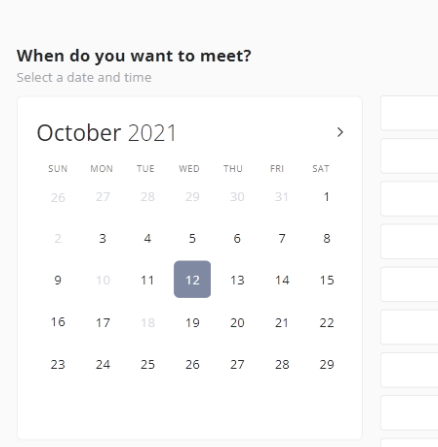 When do you want to meet?
Select a date and time
October 2021 >
SUN MON TUE WED THU FRI SAT
26 27 28 29 30 31 1
2 3 4 5 6 7 8
9 10 11 12 13 14 15
16 17 18 19 20 21 22
23 24 25 26 27 28 29